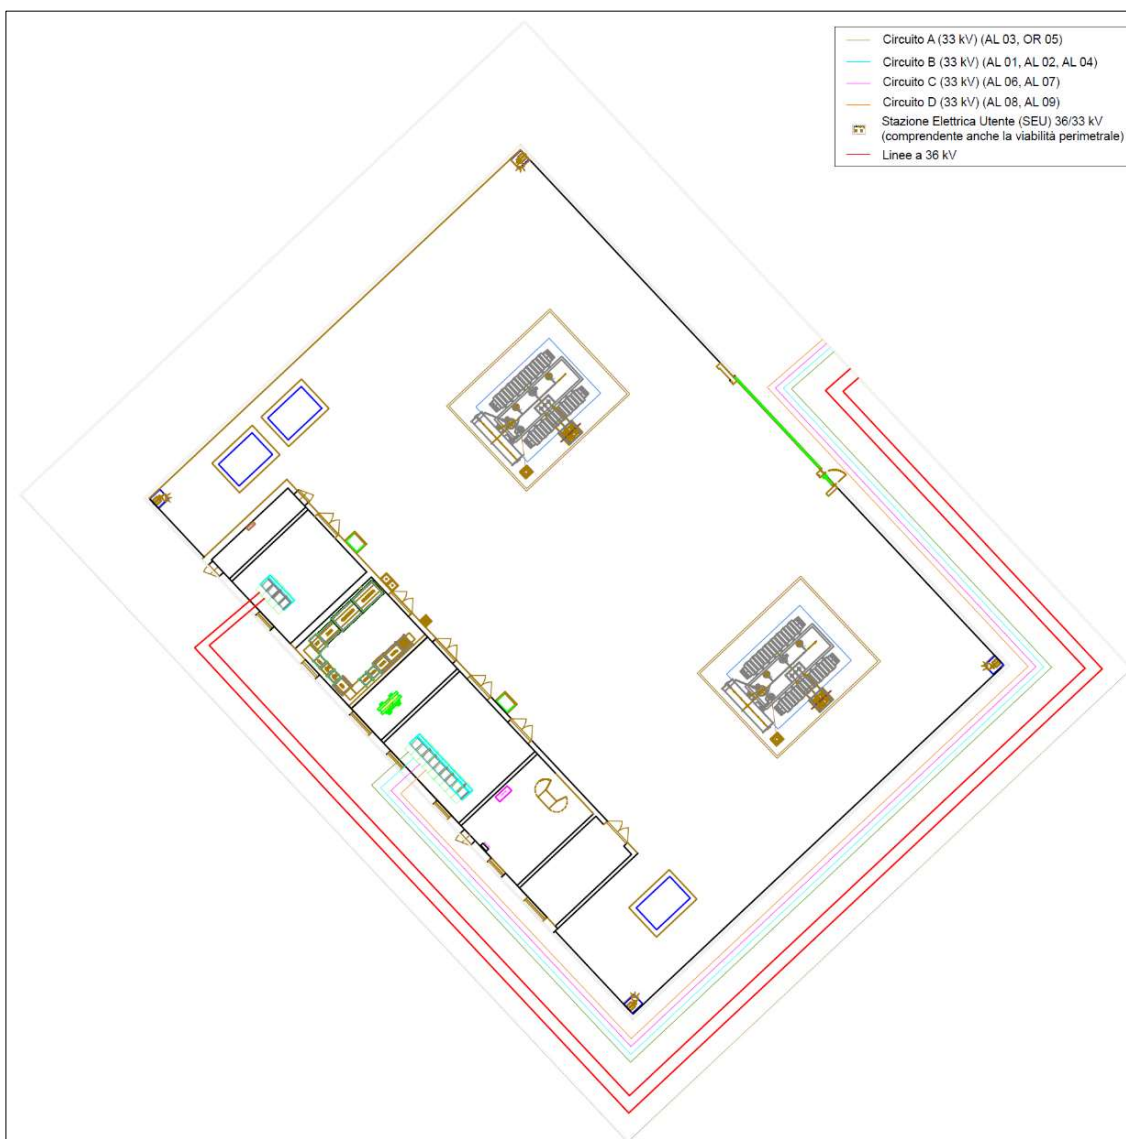 Circuito A (33 kV) (AL 03, OR 05)
Circuito B (33 kV) (AL 01, AL 02, AL 04)
Circuito C (33 kV) (AL 06, AL 07)
Circuito D (33 kV) (AL 08, AL 09)
Stazione Elettrica Utente (SEU) 36/33 kV
(comprendente anche la viabilità perimetrale)
Linee a 36 kV